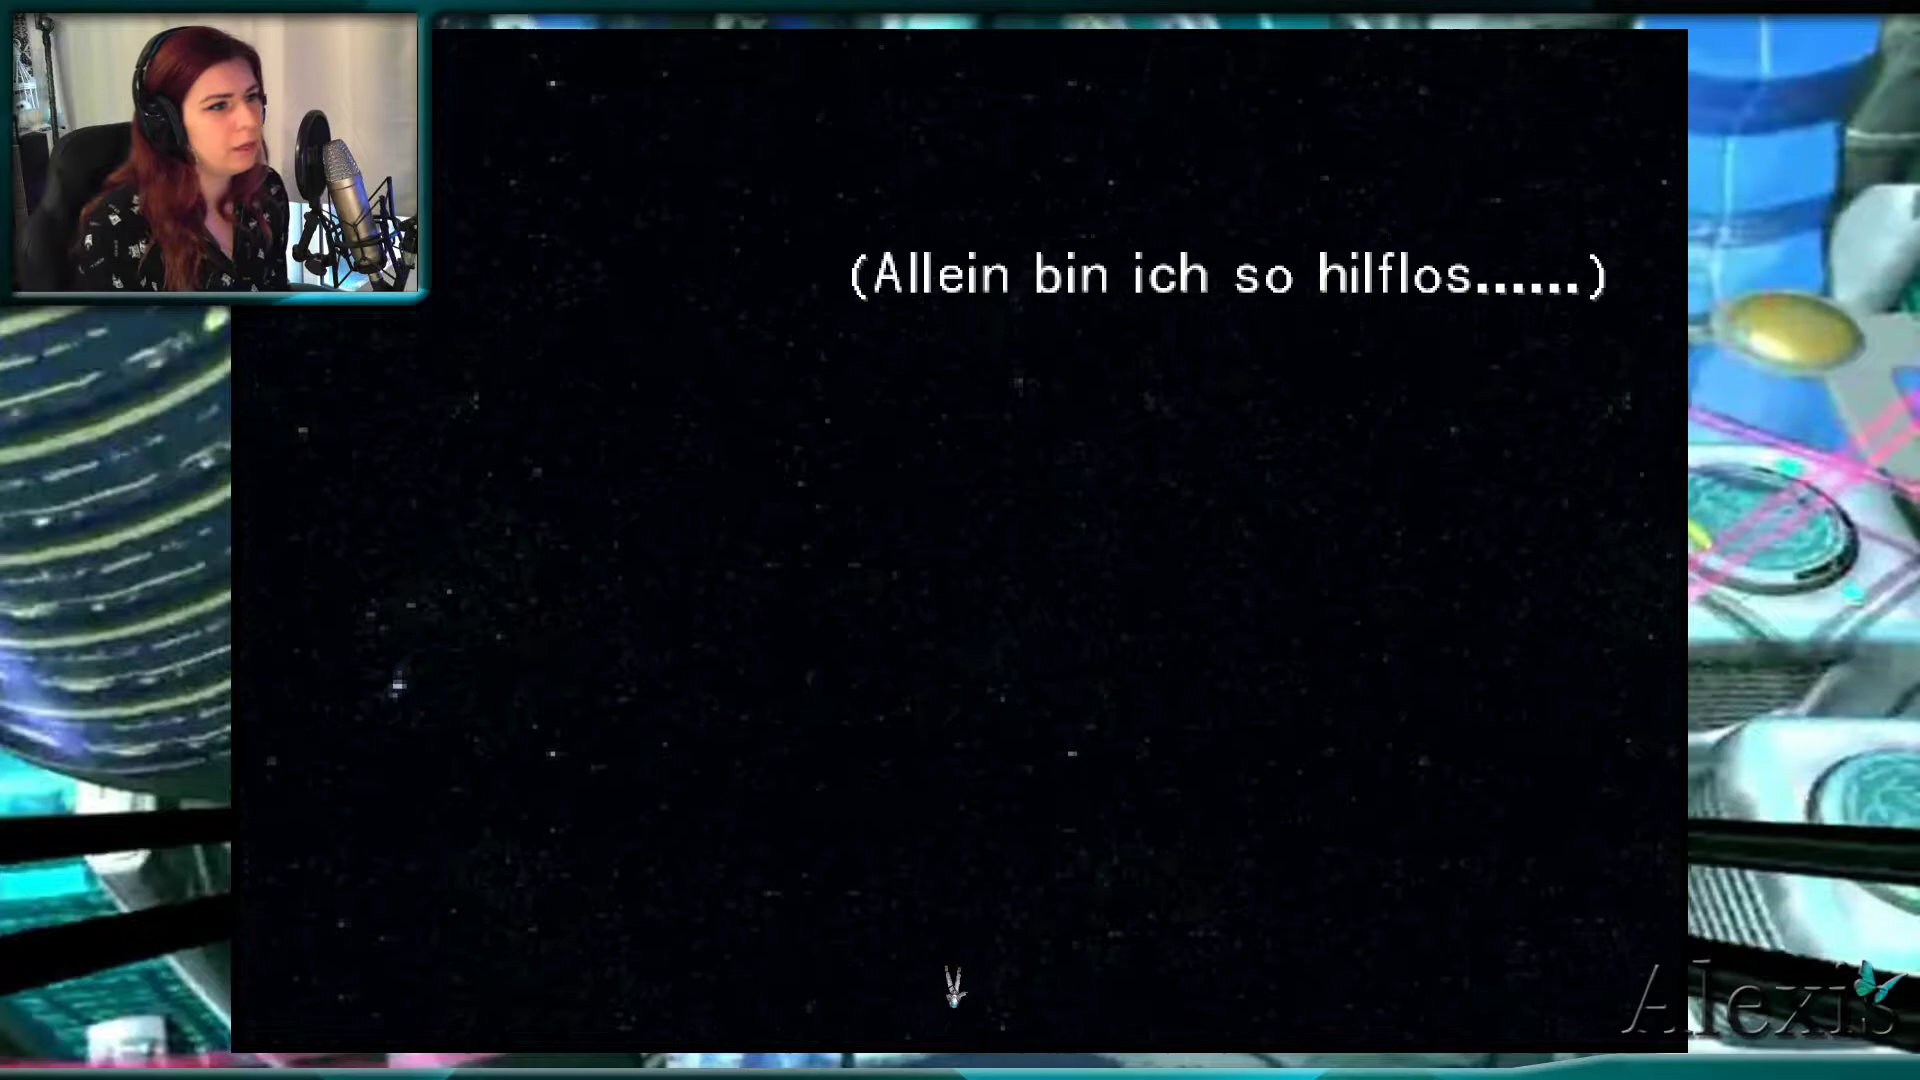 (Allein bin ich so hilflos......)
Alexis